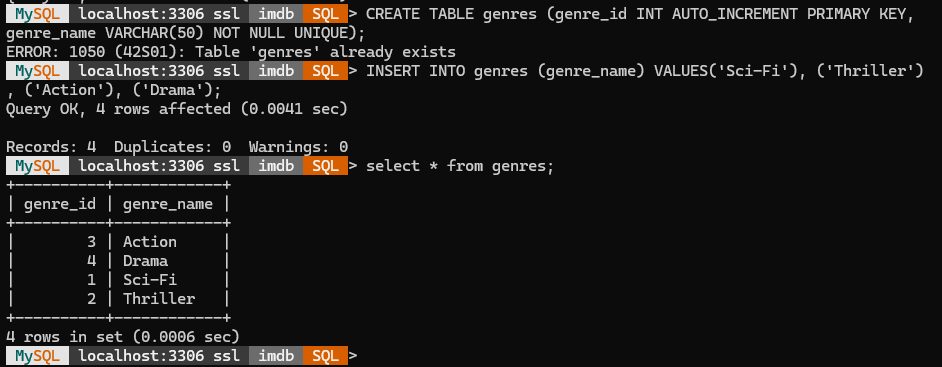 MySQL localhost:3306 ssl imdb SQL > CREATE TABLE genres (genre_id INT AUTO_INCREMENT PRIMARY KEY,
genre_name VARCHAR(50) NOT NULL UNIQUE);
ERROR: 1050 (42S01): Table 'genres' already exists
MySQL localhost:3306 ssl imdb SQL > INSERT INTO genres (genre_name) VALUES('Sci-Fi'), ('Thriller')
, ('Action'), ('Drama');
Query OK, 4 rows affected (0.0041 sec)

Records: 4  Duplicates: 0  Warnings: 0
MySQL localhost:3306 ssl imdb SQL > select * from genres;
+----------+------------+
| genre_id | genre_name |
+----------+------------+
|        3 | Action     |
|        4 | Drama      |
|        1 | Sci-Fi     |
|        2 | Thriller   |
+----------+------------+
4 rows in set (0.0006 sec)
MySQL localhost:3306 ssl imdb SQL >